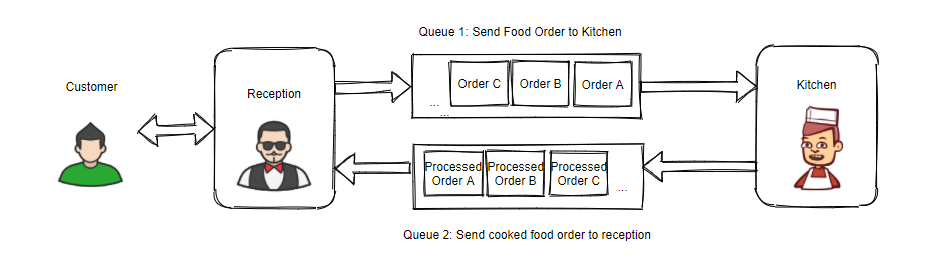 Queue 1: Send Food Order to Kitchen
Customer
Reception
Order C
Order B
Order A
...
...
Kitchen
Processed
Order A
Processed
Order B
Processed
Order C
...
Queue 2: Send cooked food order to reception